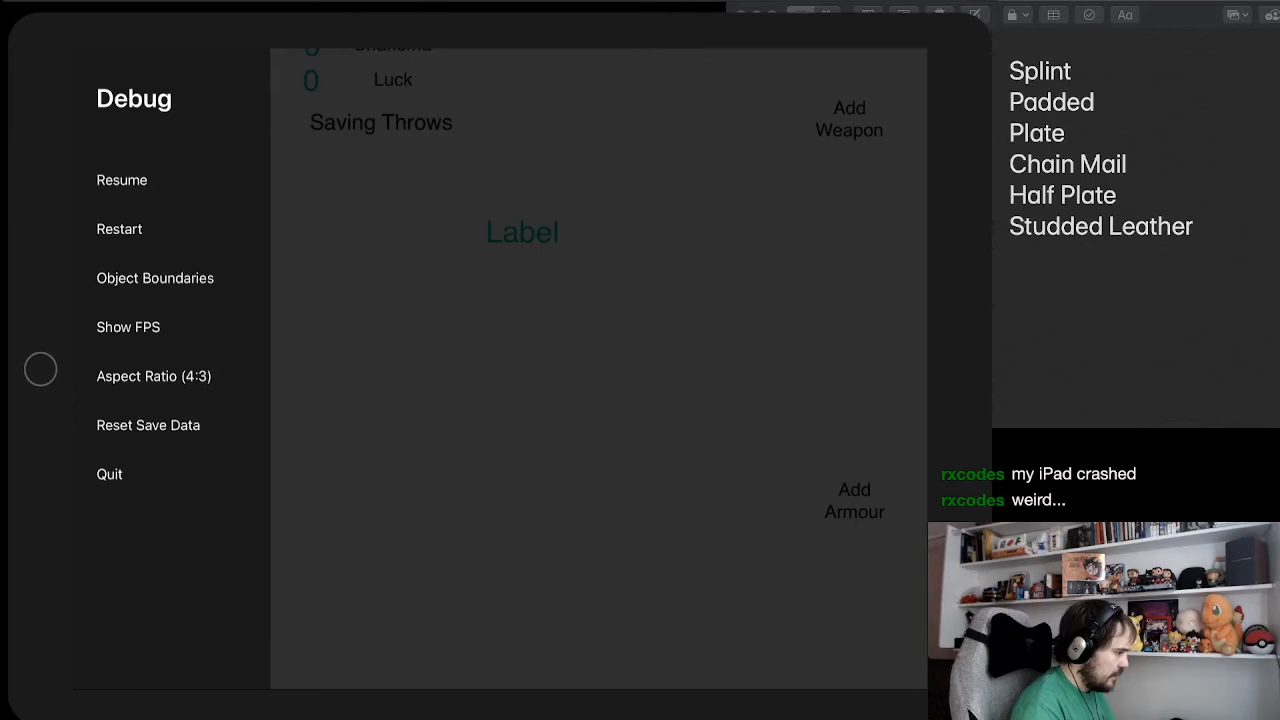 Debug
Resume
Restart
Object Boundaries
Show FPS
Aspect Ratio (4:3)
Reset Save Data
Quit
0
0
Luck
Saving Throws
Add
Weapon
Label
Add
Armour
Aa
Splint
Padded
Plate
Chain Mail
Half Plate
Studded Leather
rxcodes my iPad crashed
rxcodes weird...